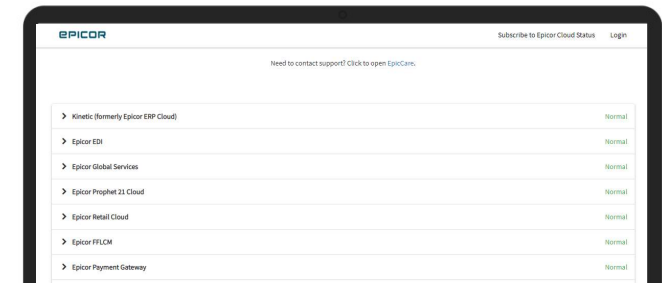 EPICOR
Subscribe to Epicor Cloud Status Login
Need to contact support? Click to open EpicCare.
Kinetic (formerly Epicor ERP Cloud) Normal
Epicor EDI Normal
Epicor Global Services Normal
Epicor Prophet 21 Cloud Normal
Epicor Retail Cloud Normal
Epicor FFLCM Normal
Epicor Payment Gateway Normal